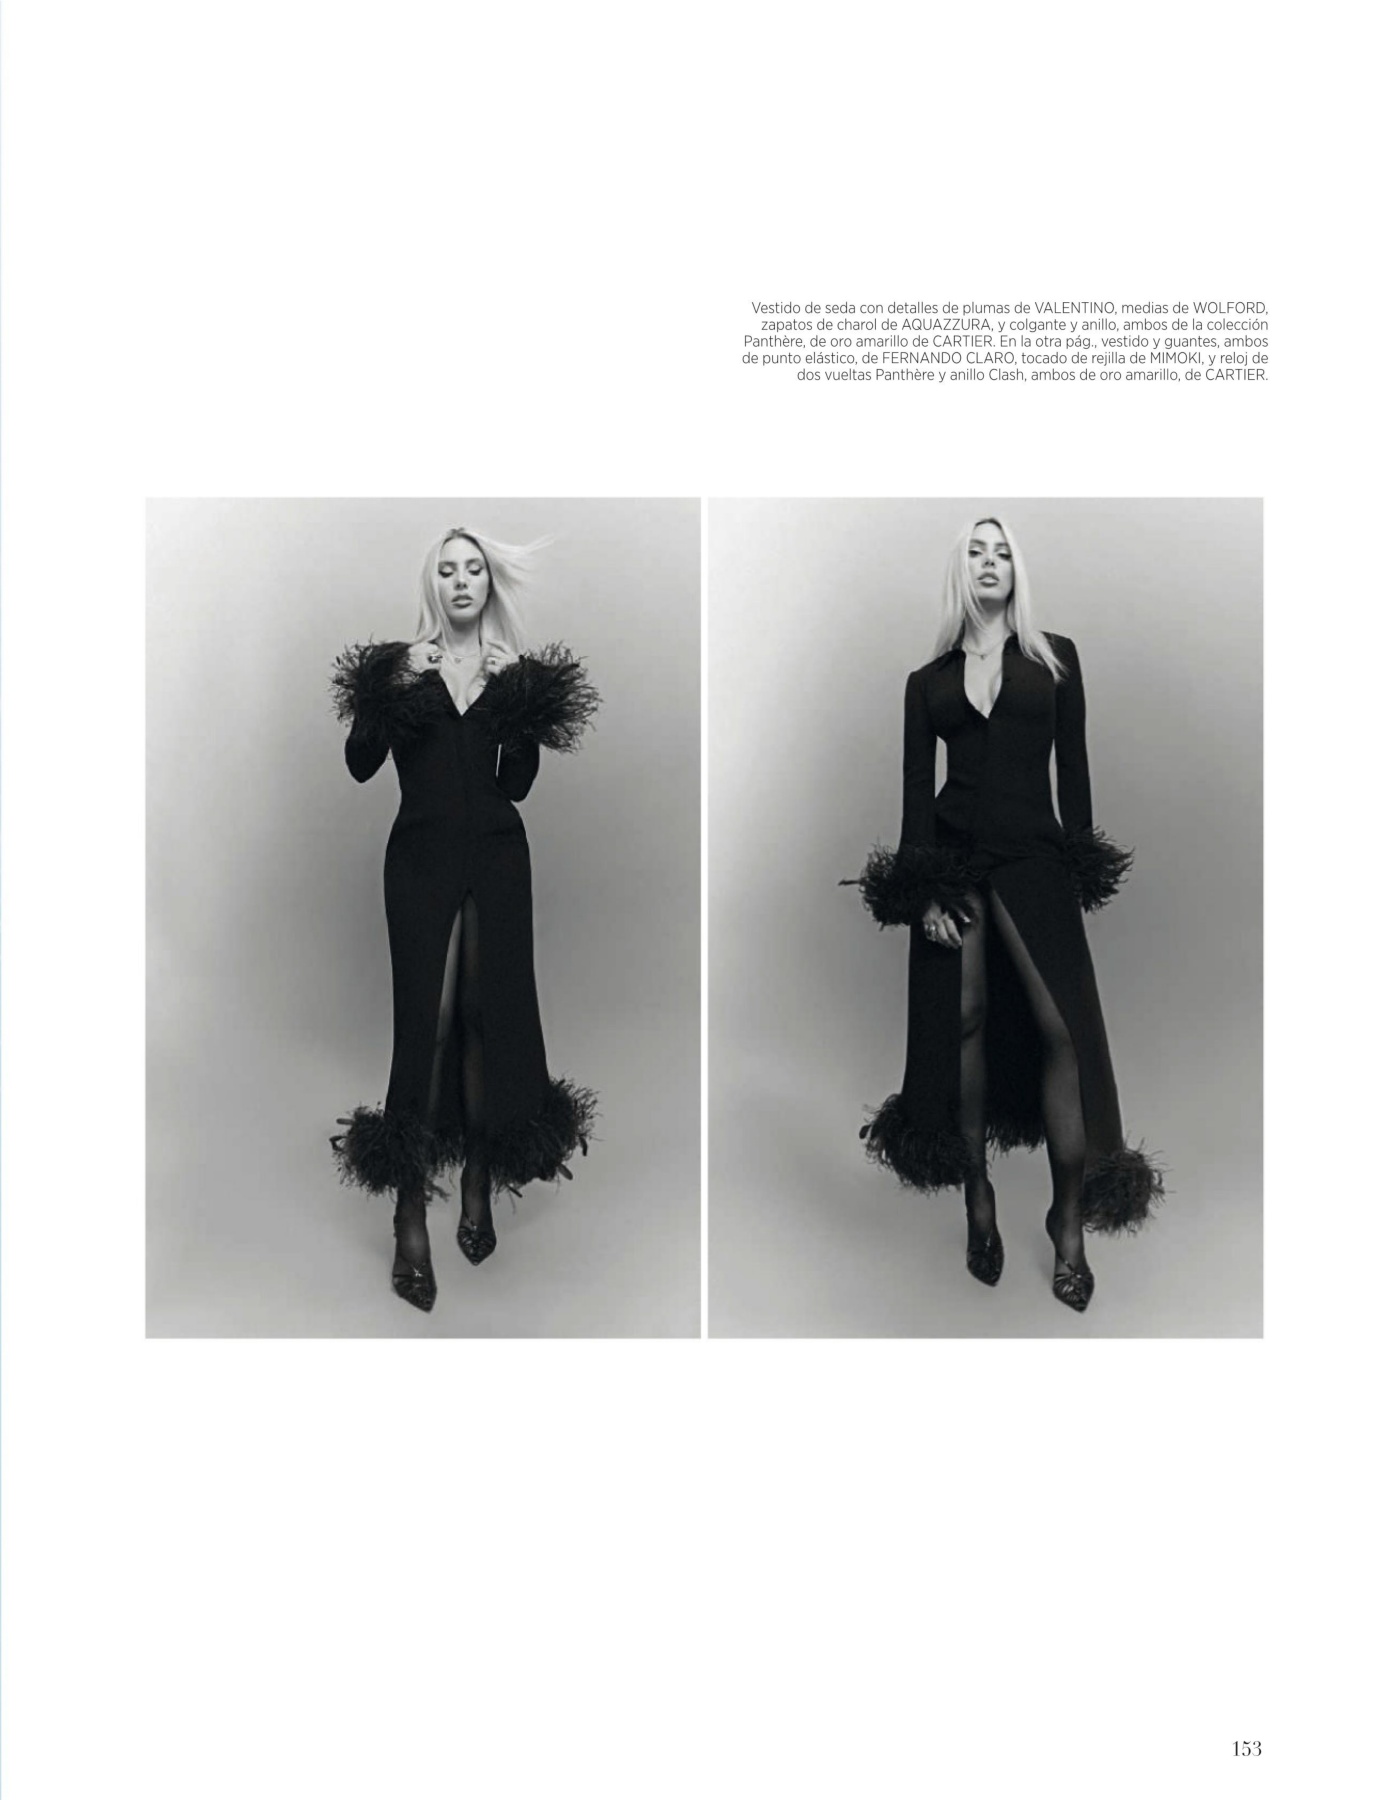 Vestido de seda con detalles de plumas de VALENTINO, medias de WOLFORD,
zapatos de charol de AQUAZZURA, y colgante y anillo, ambos de la colección
Panthère, de oro amarillo de CARTIER. En la otra pág., vestido y guantes, ambos
de punto elástico, de FERNANDO CLARO, tocado de rejilla de MIMOKI, y reloj de
dos vueltas Panthère y anillo Clash, ambos de oro amarillo, de CARTIER.
153